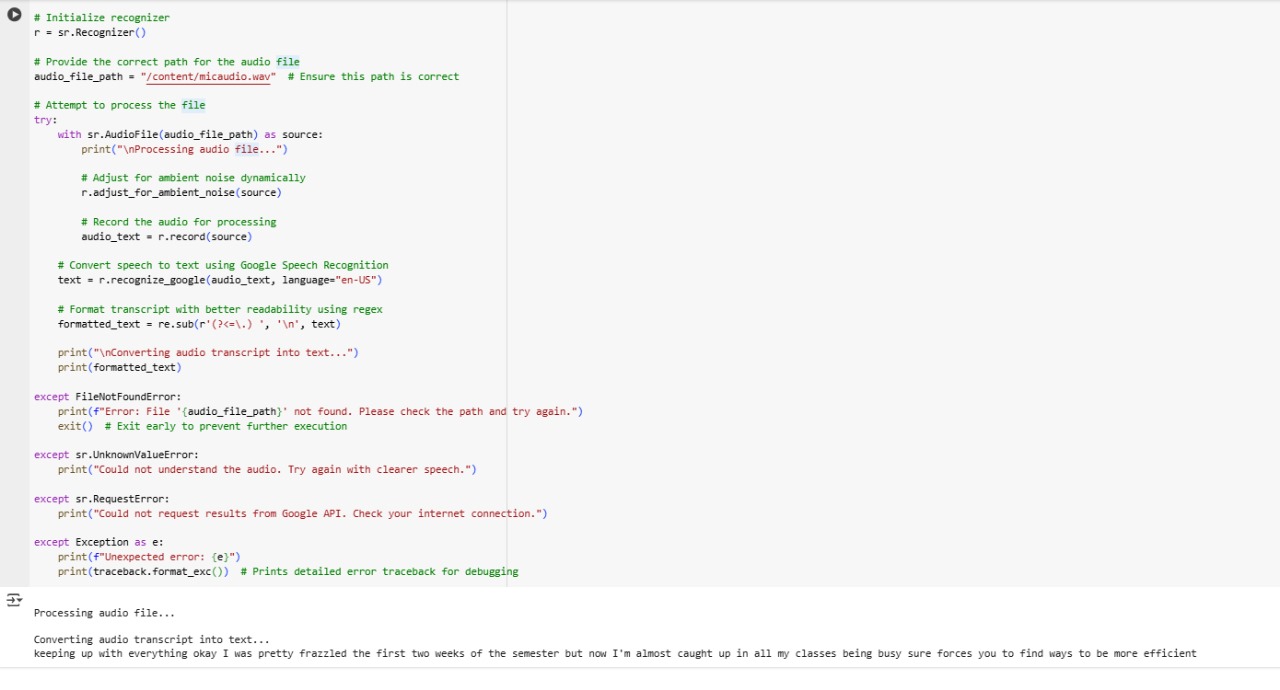 # Initialize recognizer
r = sr.Recognizer()
# Provide the correct path for the audio file
audio_file_path = "/content/micaudio.wav"  # Ensure this path is correct
# Attempt to process the file
try:
    with sr.AudioFile(audio_file_path) as source:
        print("\nProcessing audio file...")
        # Adjust for ambient noise dynamically
        r.adjust_for_ambient_noise(source)
        # Record the audio for processing
        audio_text = r.record(source)
    # Convert speech to text using Google Speech Recognition
    text = r.recognize_google(audio_text, language="en-US")
    # Format transcript with better readability using regex
    formatted_text = re.sub(r'(?<=\.) ', '\n', text)
    print("\nConverting audio transcript into text...")
    print(formatted_text)
except FileNotFoundError:
    print(f"Error: File '{audio_file_path}' not found. Please check the path and try again.")
    exit()  # Exit early to prevent further execution
except sr.UnknownValueError:
    print("Could not understand the audio. Try again with clearer speech.")
except sr.RequestError:
    print("Could not request results from Google API. Check your internet connection.")
except Exception as e:
    print(f"Unexpected error: {e}")
    print(traceback.format_exc())  # Prints detailed error traceback for debugging
Processing audio file...
Converting audio transcript into text...
keeping up with everything okay I was pretty frazzled the first two weeks of the semester but now I'm almost caught up in all my classes being busy sure forces you to find ways to be more efficient